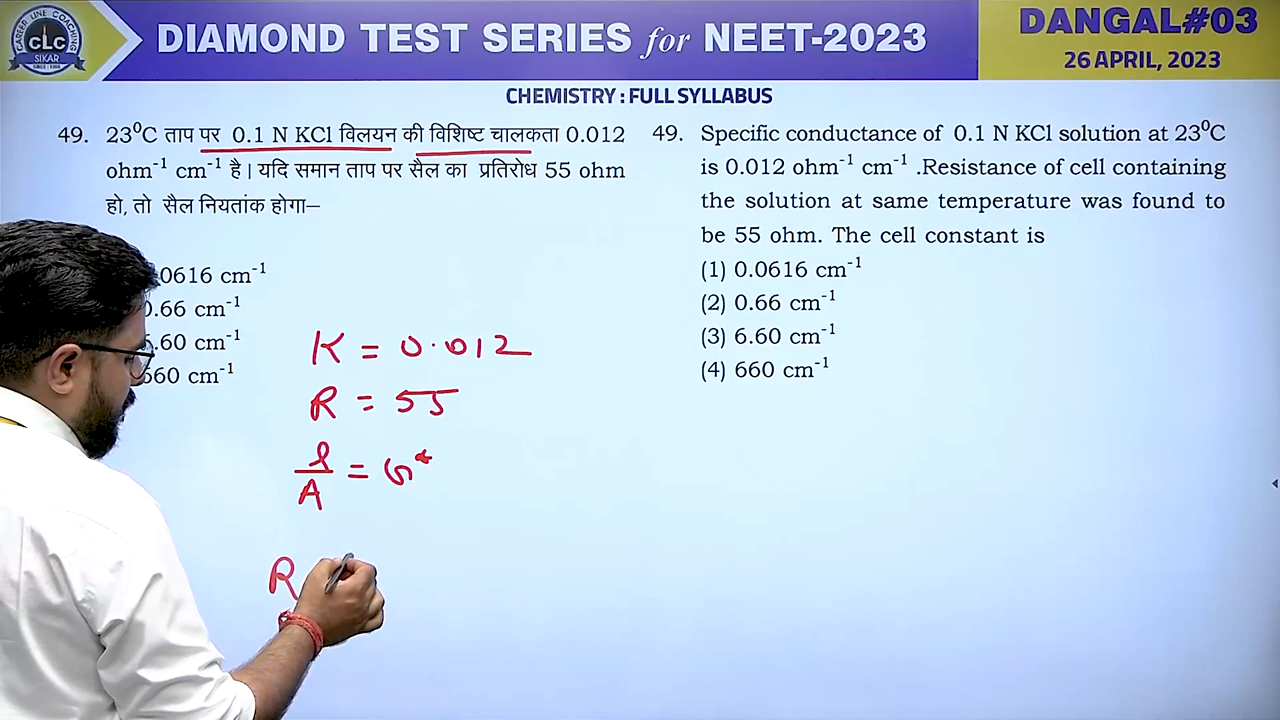 CAREER LINE COACHING
CLC
SIKAR
SINCE : 1996
DIAMOND TEST SERIES for NEET-2023
DANGAL#03
26 APRIL, 2023
CHEMISTRY : FULL SYLLABUS
49. 23⁰C ताप पर 0.1 N KCl विलयन की विशिष्ट चालकता 0.012
ohm⁻¹ cm⁻¹ है। यदि समान ताप पर सैल का प्रतिरोध 55 ohm
हो, तो सैल नियतांक होगा–
.0616 cm⁻¹
0.66 cm⁻¹
.60 cm⁻¹
660 cm⁻¹
K = 0.012
R = 55
l/A = G*
R
49. Specific conductance of 0.1 N KCl solution at 23⁰C
is 0.012 ohm⁻¹ cm⁻¹ .Resistance of cell containing
the solution at same temperature was found to
be 55 ohm. The cell constant is
(1) 0.0616 cm⁻¹
(2) 0.66 cm⁻¹
(3) 6.60 cm⁻¹
(4) 660 cm⁻¹